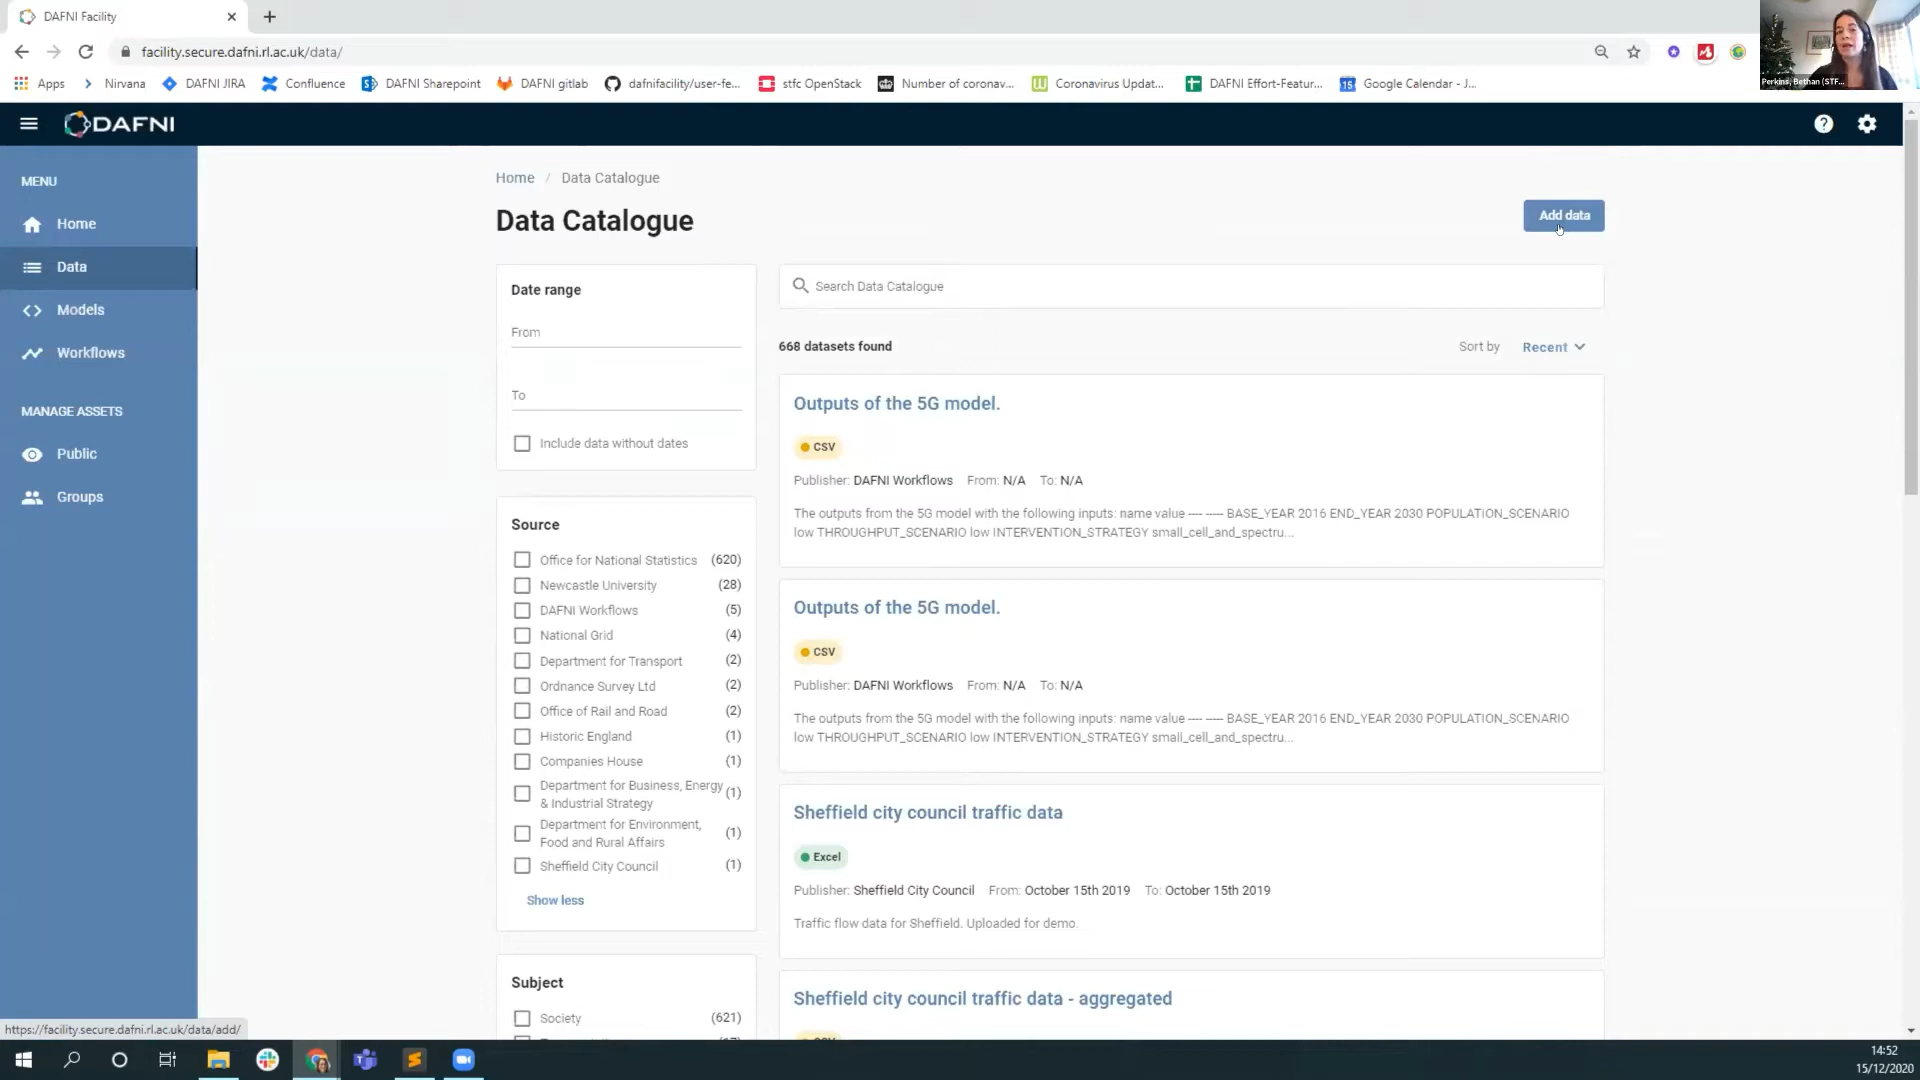 DAFNI Facility
facility.secure.dafni.rl.ac.uk/data/
Apps
Nirvana
DAFNI JIRA
Confluence
DAFNI Sharepoint
DAFNI gitlab
dafnifacility/user-fe...
stfc OpenStack
Number of coronav...
Coronavirus Updat...
DAFNI Effort-Featur...
15
Google Calendar - J...
Perkins, Bethan (STF...
DAFNI
MENU
Home
Data
Models
Workflows
MANAGE ASSETS
Public
Groups
Home / Data Catalogue
Data Catalogue
Add data
Date range
From
To
Include data without dates
Source
Office for National Statistics (620)
Newcastle University (28)
DAFNI Workflows (5)
National Grid (4)
Department for Transport (2)
Ordnance Survey Ltd (2)
Office of Rail and Road (2)
Historic England (1)
Companies House (1)
Department for Business, Energy
& Industrial Strategy (1)
Department for Environment,
Food and Rural Affairs (1)
Sheffield City Council (1)
Show less
Subject
Society (621)
Search Data Catalogue
668 datasets found
Sort by Recent
Outputs of the 5G model.
CSV
Publisher: DAFNI Workflows From: N/A To: N/A
The outputs from the 5G model with the following inputs: name value ---- ----- BASE_YEAR 2016 END_YEAR 2030 POPULATION_SCENARIO
low THROUGHPUT_SCENARIO low INTERVENTION_STRATEGY small_cell_and_spectru...
Outputs of the 5G model.
CSV
Publisher: DAFNI Workflows From: N/A To: N/A
The outputs from the 5G model with the following inputs: name value ---- ----- BASE_YEAR 2016 END_YEAR 2030 POPULATION_SCENARIO
low THROUGHPUT_SCENARIO low INTERVENTION_STRATEGY small_cell_and_spectru...
Sheffield city council traffic data
Excel
Publisher: Sheffield City Council From: October 15th 2019 To: October 15th 2019
Traffic flow data for Sheffield. Uploaded for demo.
Sheffield city council traffic data - aggregated
https://facility.secure.dafni.rl.ac.uk/data/add/
14:52
15/12/2020